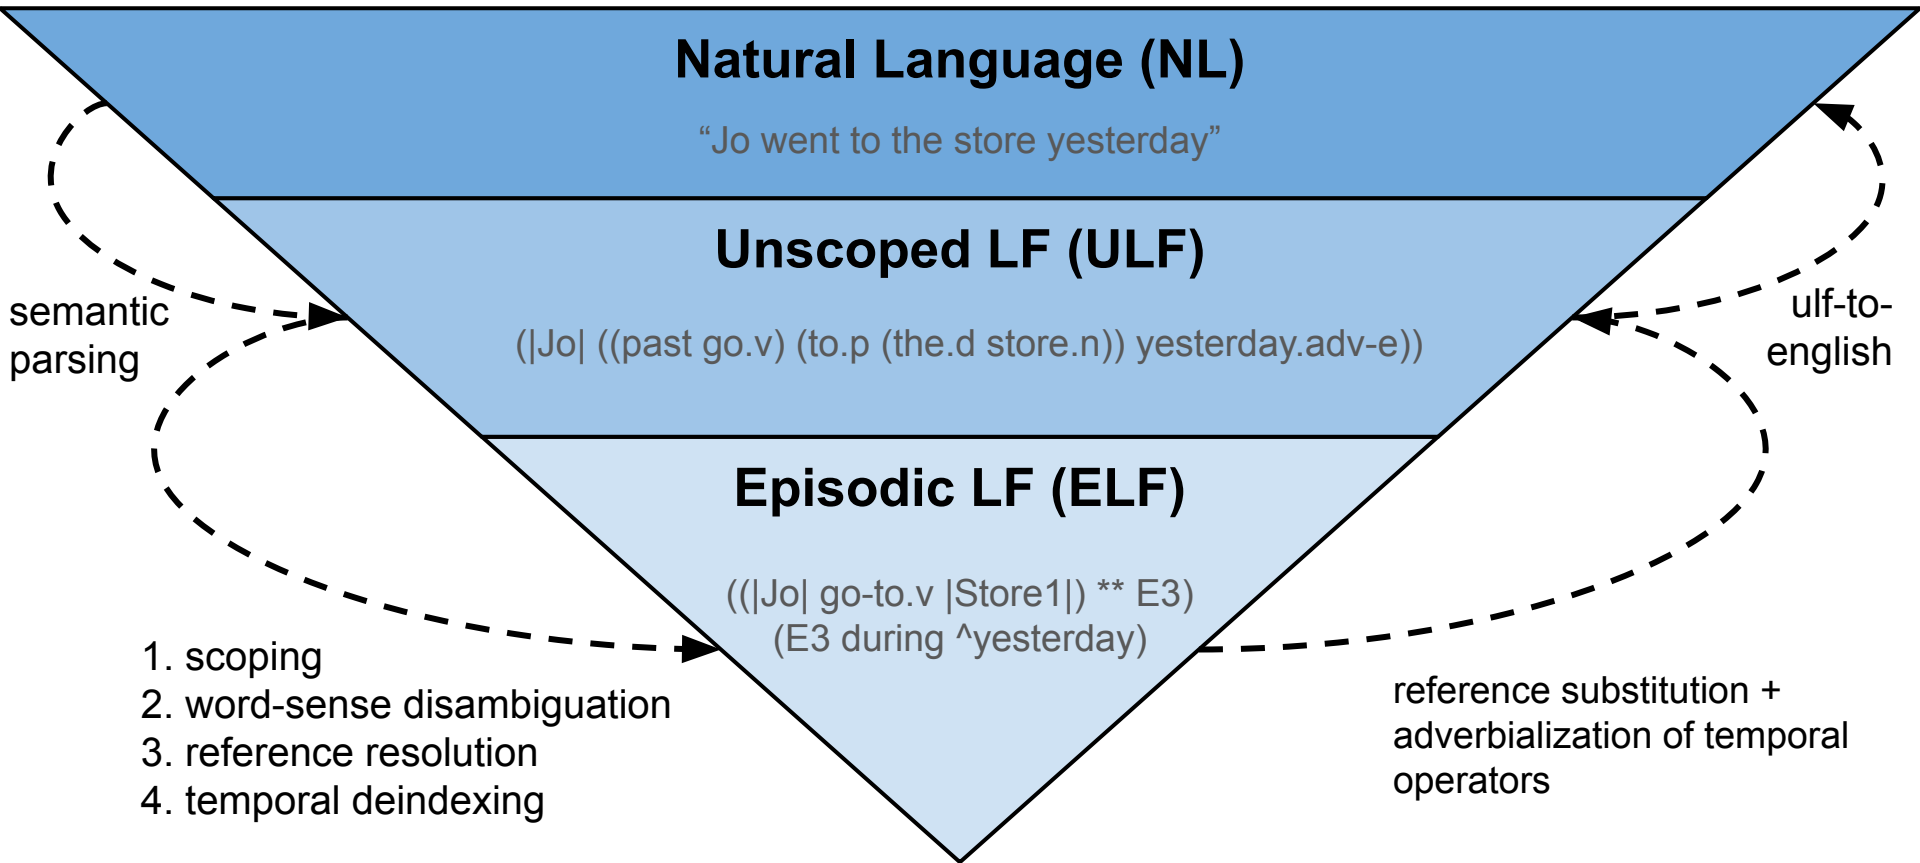 Natural Language (NL)
“Jo went to the store yesterday”
Unscoped LF (ULF)
(|Jo| ((past go.v) (to.p (the.d store.n)) yesterday.adv-e))
semantic
parsing
ulf-to-
english
Episodic LF (ELF)
((|Jo| go-to.v |Store1|) ** E3)
(E3 during ^yesterday)
1. scoping
2. word-sense disambiguation
3. reference resolution
4. temporal deindexing
reference substitution +
adverbialization of temporal
operators